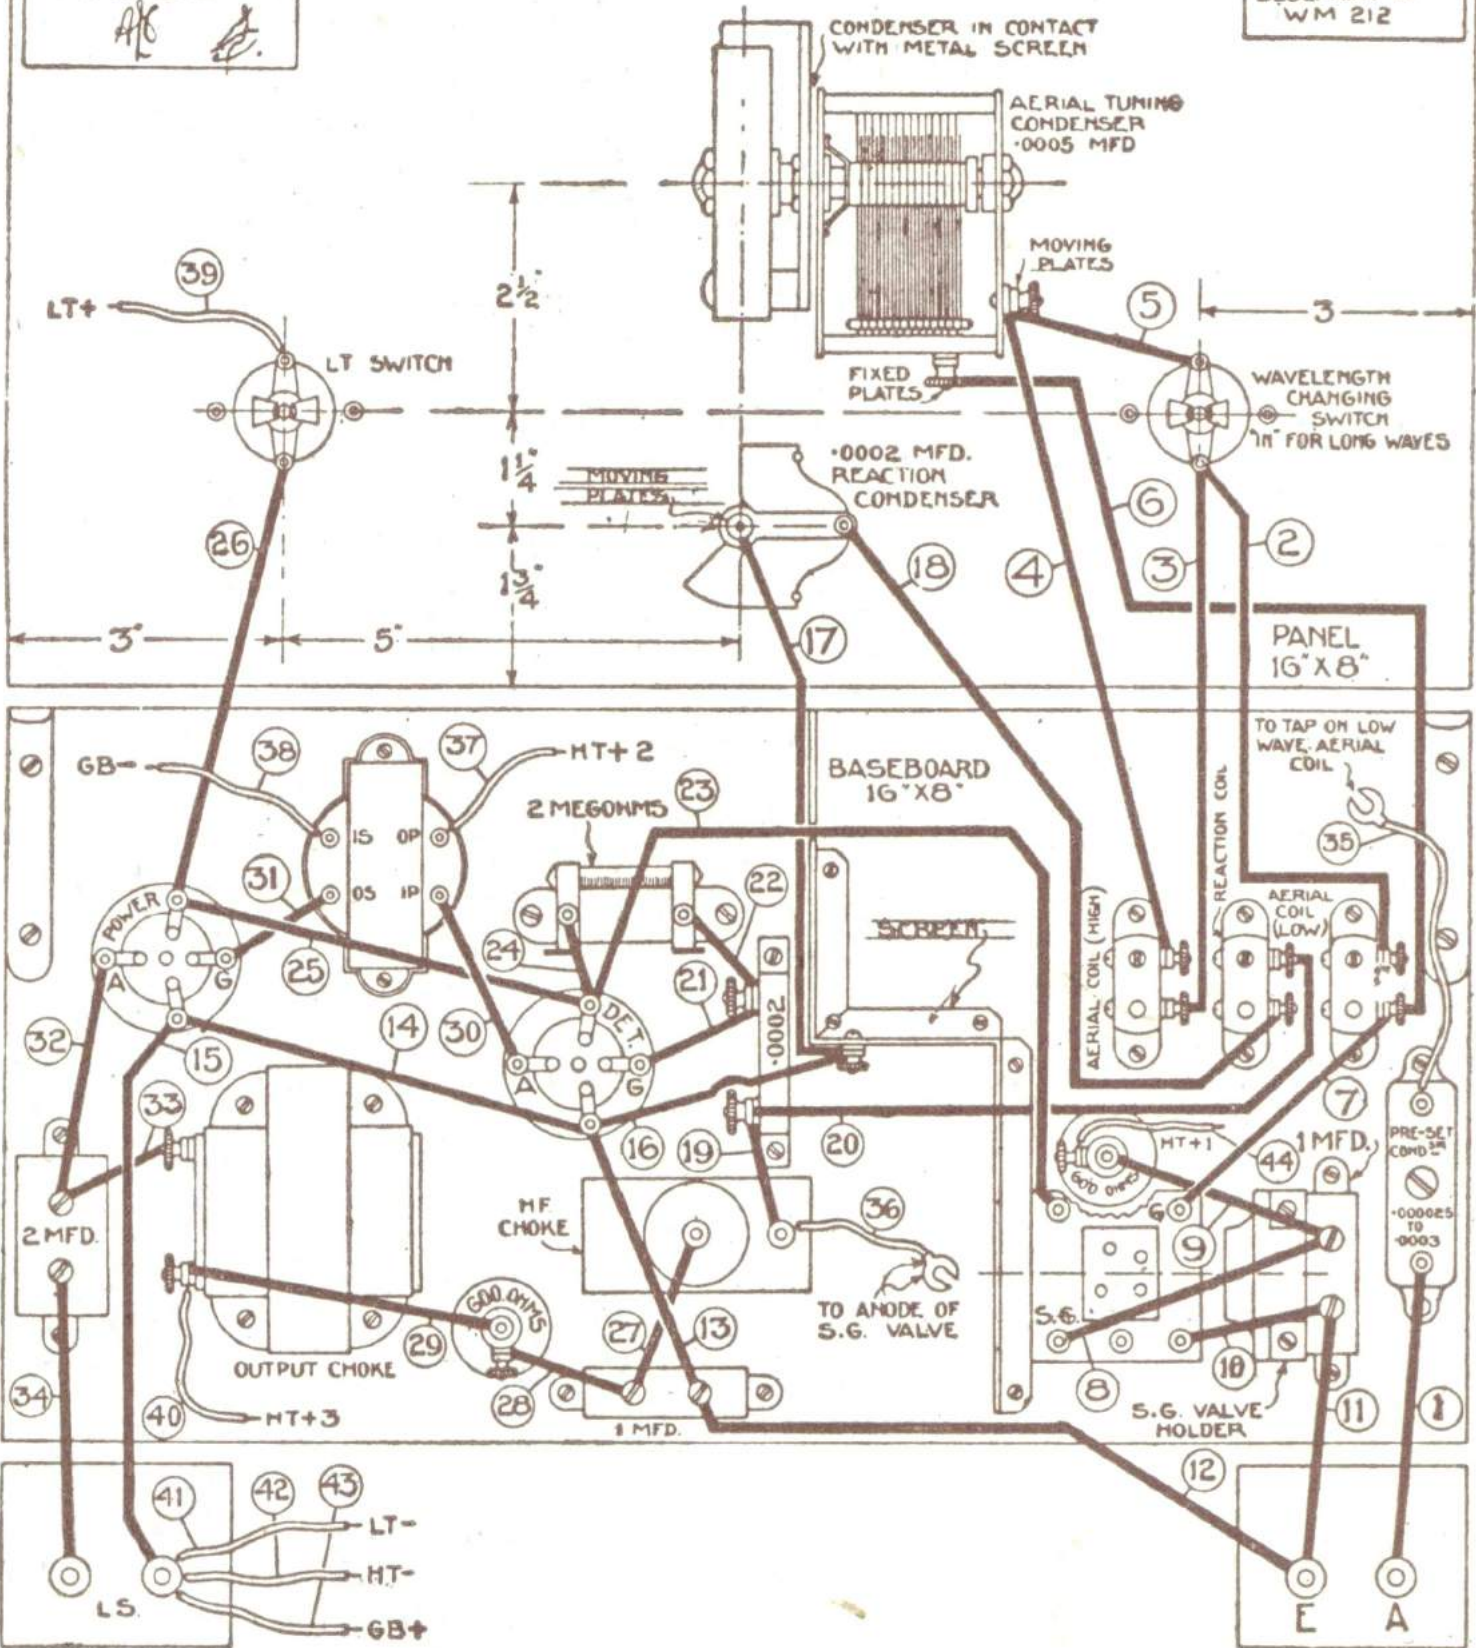 WM 212
CONDENSER IN CONTACT
WITH METAL SCREEN
AERIAL TUNING
CONDENSER
·0005 MFD
MOVING
PLATES
39
LT+
2½"
5
3
LT SWITCH
FIXED
PLATES
WAVELENGTH
CHANGING
SWITCH
"IN" FOR LONG WAVES
1¼"
MOVING
PLATES
·0002 MFD.
REACTION
CONDENSER
6
26
18
4
3
2
1¾"
3"
5"
17
PANEL
16" X 8"
TO TAP ON LOW
WAVE AERIAL
COIL
38
37
GB-
HT+2
BASEBOARD
16" X 8"
23
2 MEGOHMS
REACTION COIL
35
IS OP
OS IP
31
22
AERIAL
COIL
(LOW)
POWER
AERIAL COIL (HIGH)
SCREEN
A
G
25
24
21
·0002
DET.
32
14
30
15
A
G
33
7
16
19
20
HT+1
44
1 MFD.
PRE-SET
COND
600 OHMS
G
·000025
TO
·0003
2 MFD.
H.F.
CHOKE
36
9
TO ANODE OF
S.G. VALVE
S.G.
600 OHMS
27
13
29
OUTPUT CHOKE
34
28
8
10
11
1
40
HT+3
1 MFD.
S.G. VALVE
HOLDER
12
41
42
43
LT-
HT-
L S.
GB+
E
A